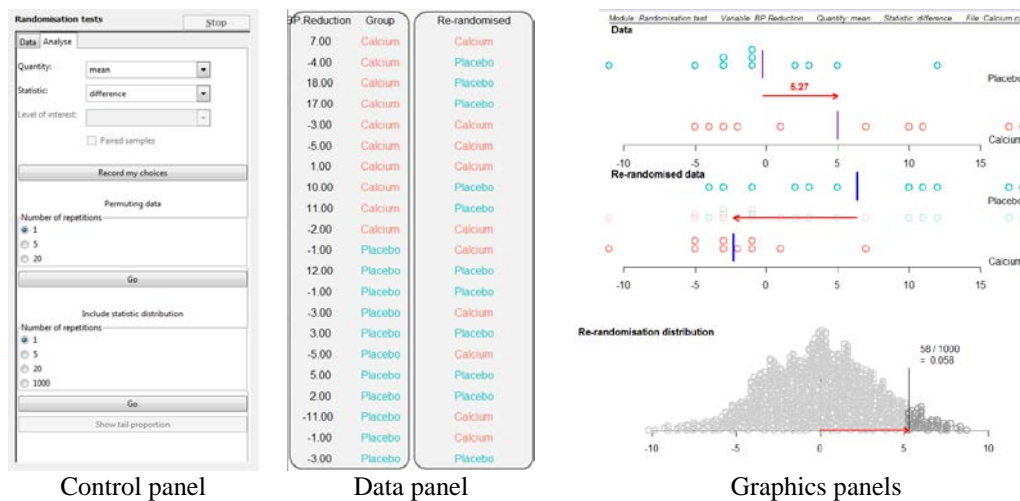 Randomisation tests
Stop
Data Analyse
Quantity: mean
Statistic: difference
Level of interest:
Paired samples
Record my choices
Permuting data
Number of repetitions
1
5
20
Go
Include statistic distribution
Number of repetitions
1
5
20
1000
Go
Show tail proportion
Control panel
BP.Reduction Group Re-randomised
7.00 Calcium Calcium
-4.00 Calcium Placebo
18.00 Calcium Placebo
17.00 Calcium Placebo
-3.00 Calcium Calcium
-5.00 Calcium Calcium
1.00 Calcium Calcium
10.00 Calcium Placebo
11.00 Calcium Placebo
-2.00 Calcium Calcium
-1.00 Placebo Calcium
12.00 Placebo Placebo
-1.00 Placebo Placebo
-3.00 Placebo Calcium
3.00 Placebo Placebo
-5.00 Placebo Calcium
5.00 Placebo Placebo
2.00 Placebo Placebo
-11.00 Placebo Calcium
-1.00 Placebo Calcium
-3.00 Placebo Placebo
Data panel
Module: Randomisation test Variable: BP.Reduction Quantity: mean Statistic: difference File: Calcium.c
Data
Placebo
5.27
Calcium
-10 -5 0 5 10 15
Re-randomised data
Placebo
Calcium
-10 -5 0 5 10 15
Re-randomisation distribution
58 / 1000
= 0.058
-10 -5 0 5 10
Graphics panels